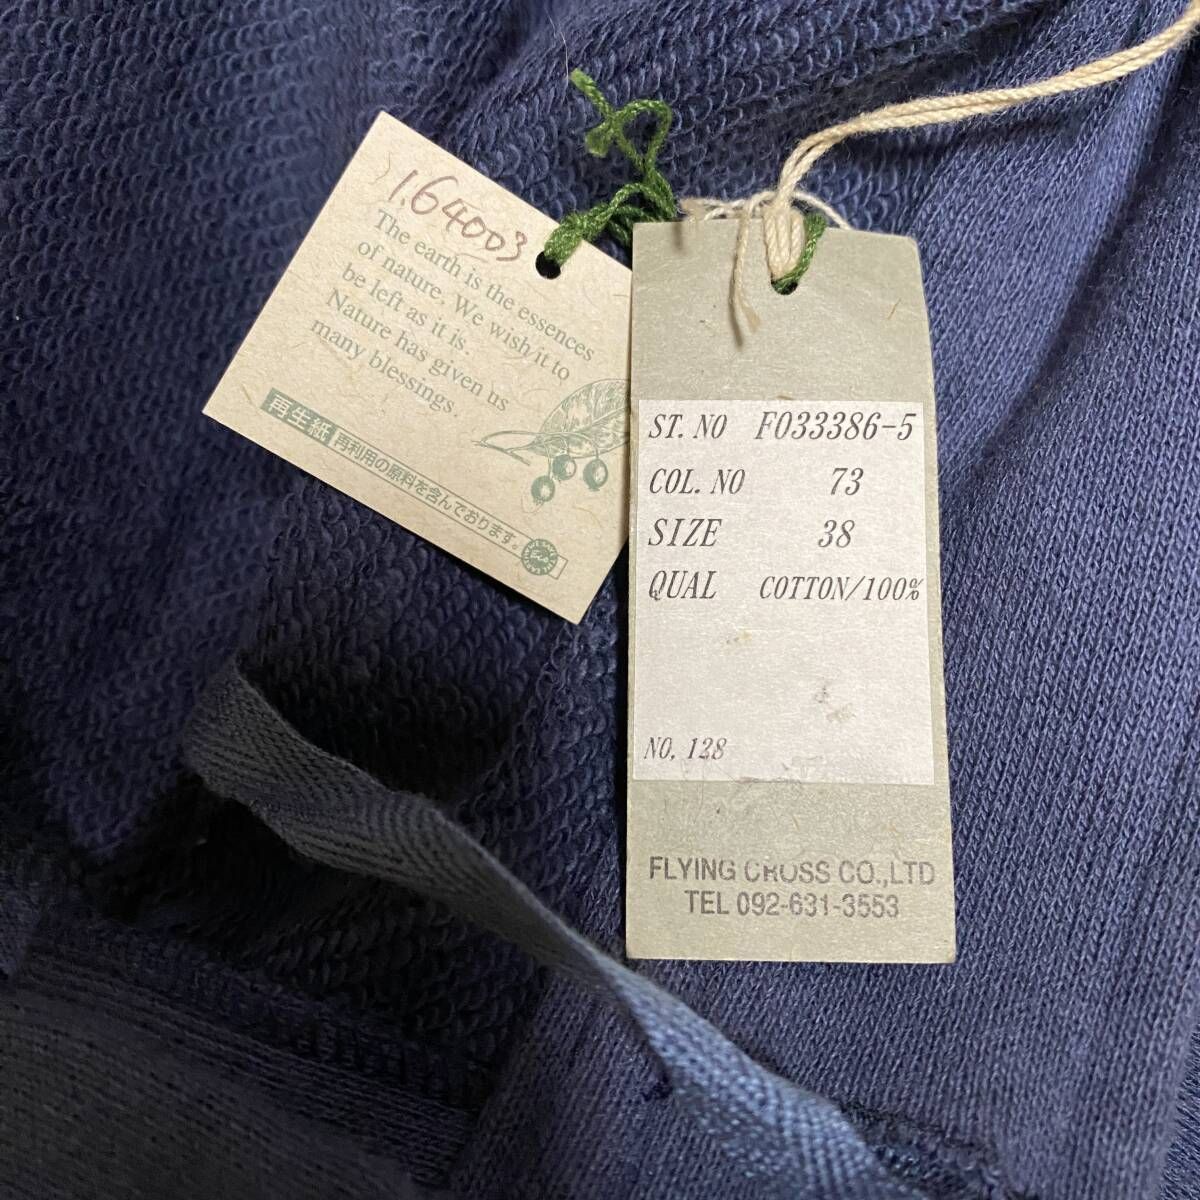 1.64003
The earth is the essences
of nature, We wish it to
be left as it is.
Nature has given us
many blessings.
再生紙 再利用の原料を含んでおります。
Eco
ST. NO F033386-5
COL. NO 73
SIZE 38
QUAL COTTON/100%
NO. 128
FLYING CROSS CO.,LTD
TEL 092-631-3553